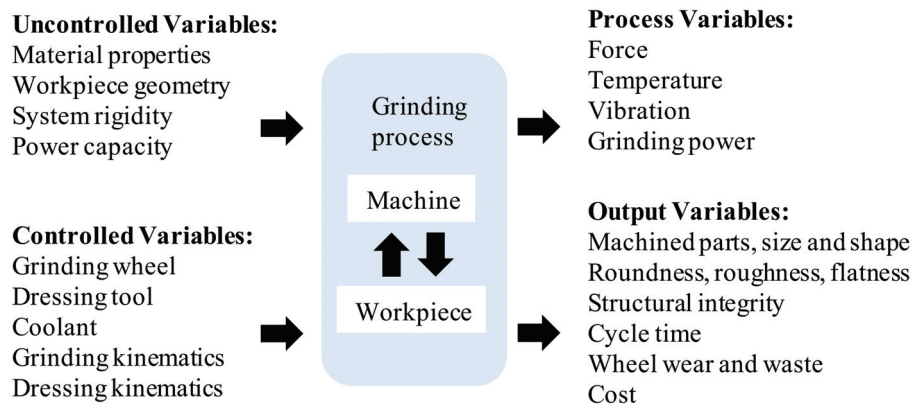 Uncontrolled Variables:
Material properties
Workpiece geometry
System rigidity
Power capacity
Controlled Variables:
Grinding wheel
Dressing tool
Coolant
Grinding kinematics
Dressing kinematics
Grinding
process
Machine
Workpiece
Process Variables:
Force
Temperature
Vibration
Grinding power
Output Variables:
Machined parts, size and shape
Roundness, roughness, flatness
Structural integrity
Cycle time
Wheel wear and waste
Cost